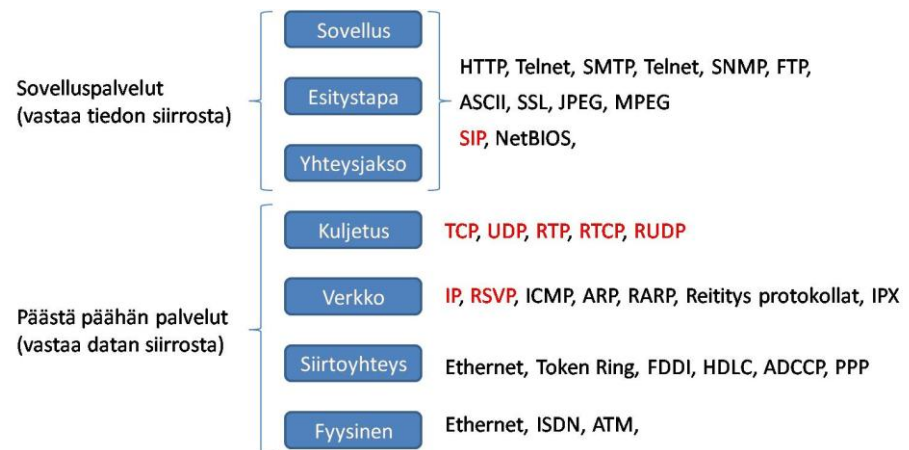 Sovelluspalvelut
(vastaa tiedon siirrosta)
Sovellus
Esitystapa
Yhteysjakso
HTTP, Telnet, SMTP, Telnet, SNMP, FTP,
ASCII, SSL, JPEG, MPEG
SIP, NetBIOS,
Päästä päähän palvelut
(vastaa datan siirrosta)
Kuljetus
TCP, UDP, RTP, RTCP, RUDP
Verkko
IP, RSVP, ICMP, ARP, RARP, Reititys protokollat, IPX
Siirtoyhteys
Ethernet, Token Ring, FDDI, HDLC, ADCCP, PPP
Fyysinen
Ethernet, ISDN, ATM,